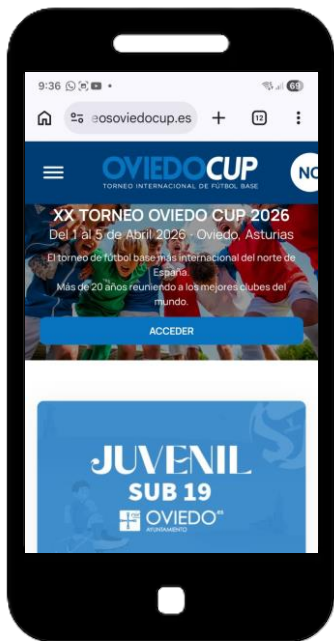 9:36
69
eosoviedocup.es
12
OVIEDOCUP
TORNEO INTERNACIONAL DE FÚTBOL BASE
NO
XX TORNEO OVIEDO CUP 2026
Del 1 al 5 de Abril 2026 - Oviedo, Asturias
El torneo de fútbol base más internacional del norte de
España.
Más de 20 años reuniendo a los mejores clubes del
mundo.
ACCEDER
JUVENIL
SUB 19
OVIEDO
AYUNTAMIENTO